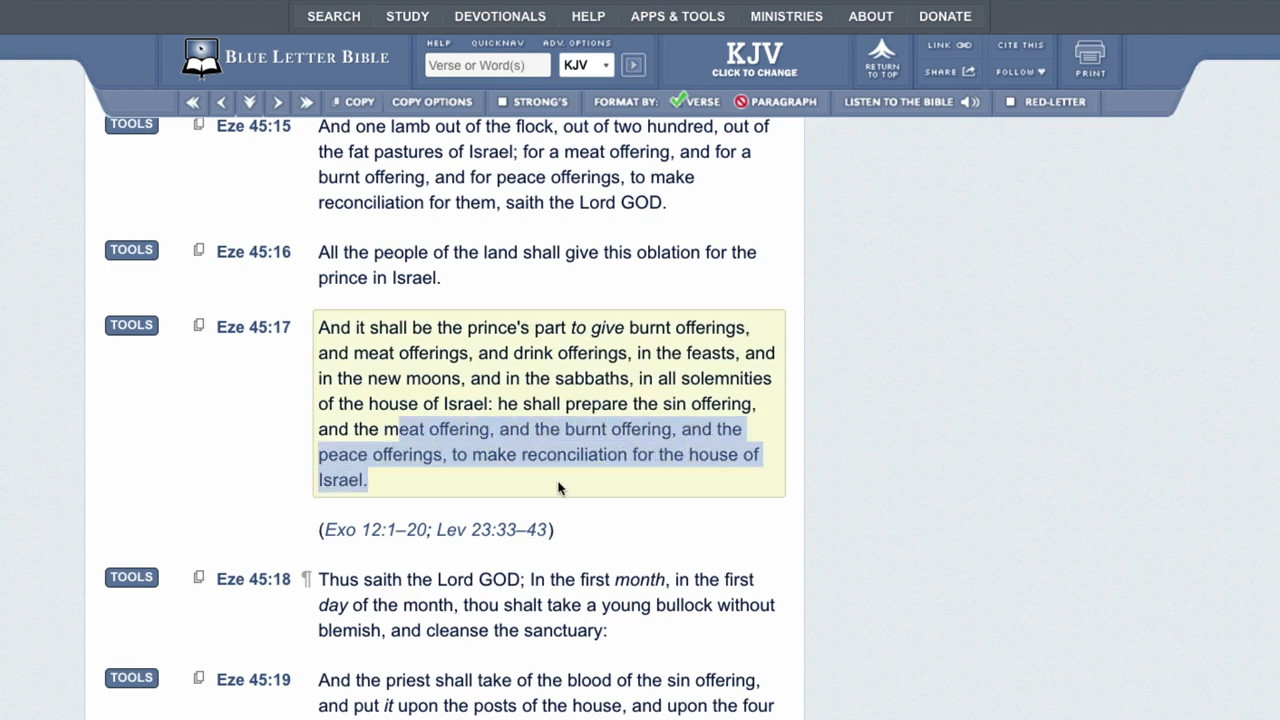 SEARCH STUDY DEVOTIONALS HELP APPS & TOOLS MINISTRIES ABOUT DONATE
BLUE LETTER BIBLE
HELP QUICKNAV ADV. OPTIONS
Verse or Word(s) KJV
KJV
CLICK TO CHANGE
RETURN
TO TOP
LINK CITE THIS
SHARE FOLLOW
PRINT
COPY COPY OPTIONS STRONG'S FORMAT BY: VERSE PARAGRAPH LISTEN TO THE BIBLE RED-LETTER
TOOLS Eze 45:15 And one lamb out of the flock, out of two hundred, out of
the fat pastures of Israel; for a meat offering, and for a
burnt offering, and for peace offerings, to make
reconciliation for them, saith the Lord GOD.
TOOLS Eze 45:16 All the people of the land shall give this oblation for the
prince in Israel.
TOOLS Eze 45:17 And it shall be the prince's part to give burnt offerings,
and meat offerings, and drink offerings, in the feasts, and
in the new moons, and in the sabbaths, in all solemnities
of the house of Israel: he shall prepare the sin offering,
and the meat offering, and the burnt offering, and the
peace offerings, to make reconciliation for the house of
Israel.
(Exo 12:1–20; Lev 23:33–43)
TOOLS Eze 45:18 ¶ Thus saith the Lord GOD; In the first month, in the first
day of the month, thou shalt take a young bullock without
blemish, and cleanse the sanctuary:
TOOLS Eze 45:19 And the priest shall take of the blood of the sin offering,
and put it upon the posts of the house, and upon the four